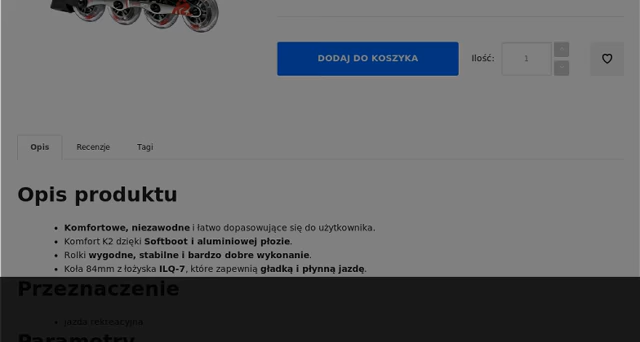 DODAJ DO KOSZYKA
Ilość:
1
Opis
Recenzje
Tagi
Opis produktu
Komfortowe, niezawodne i łatwo dopasowujące się do użytkownika.
Komfort K2 dzięki Softboot i aluminiowej płozie.
Rolki wygodne, stabilne i bardzo dobre wykonanie.
Koła 84mm z łożyska ILQ-7, które zapewnią gładką i płynną jazdę.
Przeznaczenie
jazda rekreacyjna
Parametry